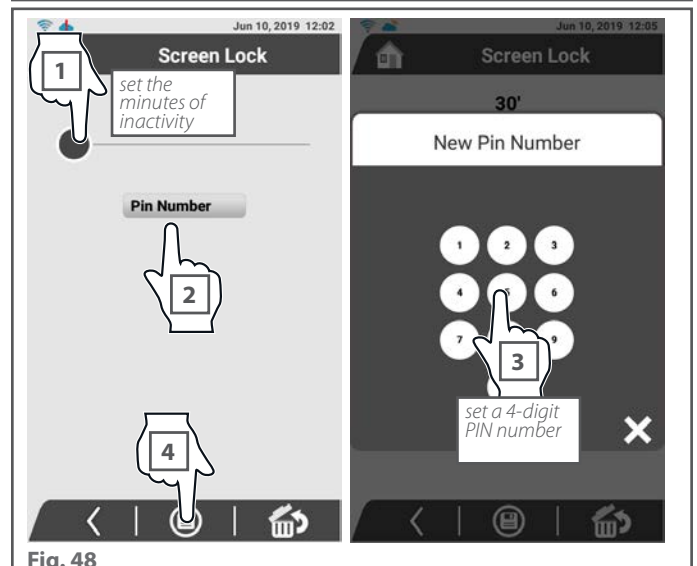 Jun 10, 2019 12:02
Screen Lock
1
set the
minutes of
inactivity
Pin Number
2
4
Jun 10, 2019 12:05
Screen Lock
30'
New Pin Number
1 2 3
4 5 6
7 9
3
set a 4-digit
PIN number
Fig. 48